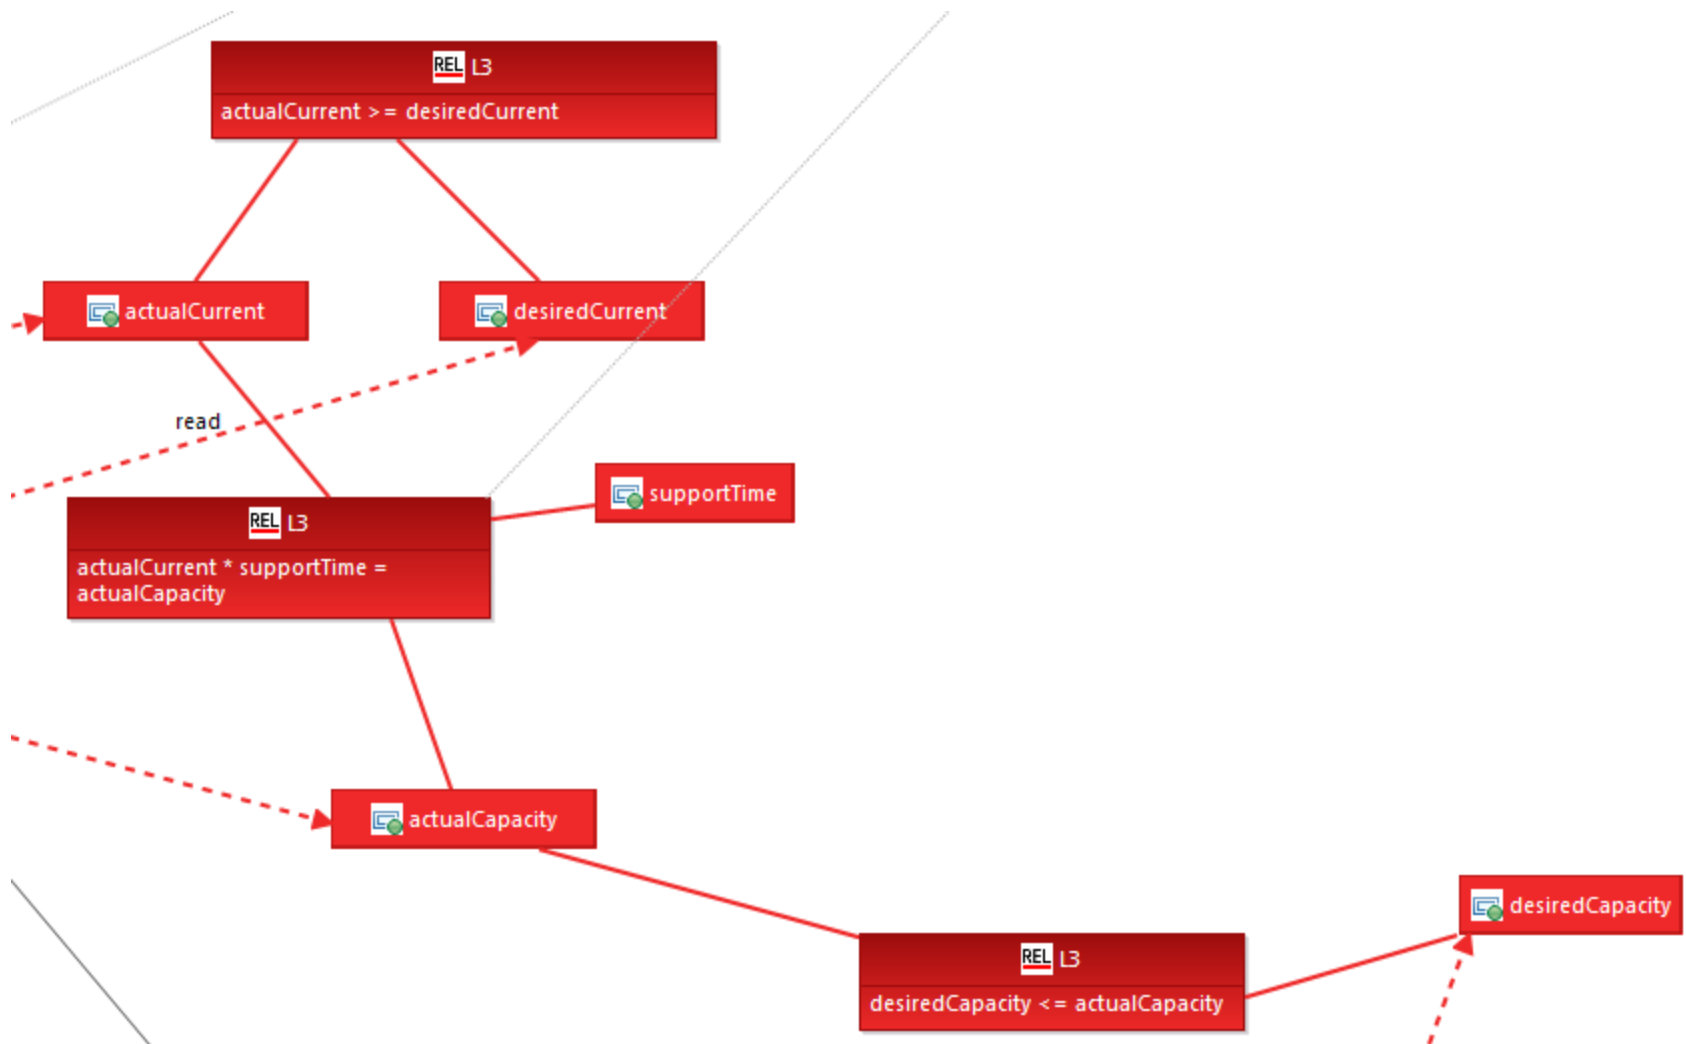 REL L3
actualCurrent >= desiredCurrent
actualCurrent
desiredCurrent
read
supportTime
REL L3
actualCurrent * supportTime =
actualCapacity
actualCapacity
desiredCapacity
REL L3
desiredCapacity <= actualCapacity